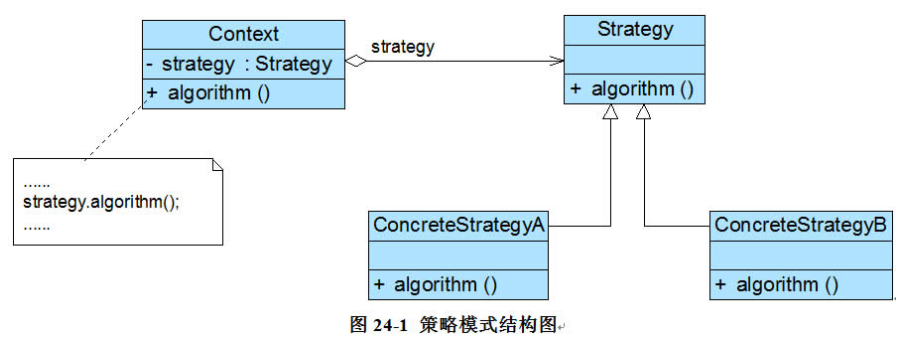 Context
- strategy : Strategy
+ algorithm ()
strategy
Strategy
+ algorithm ()
......
strategy.algorithm();
......
ConcreteStrategyA
+ algorithm ()
ConcreteStrategyB
+ algorithm ()
图 24-1 策略模式结构图